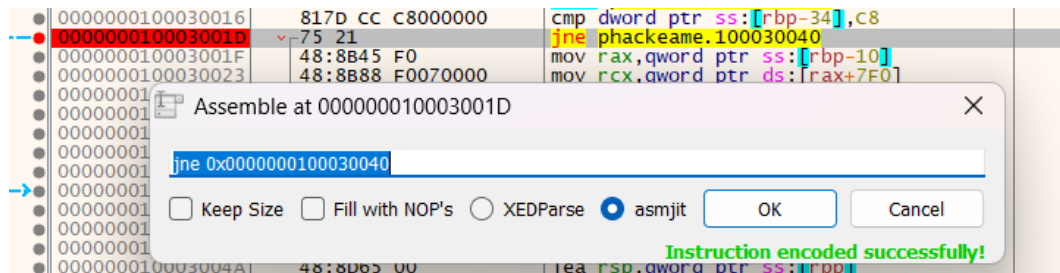 0000000100030016 817D CC C8000000 cmp dword ptr ss:[rbp-34],C8
000000010003001D 75 21 jne phackeame.100030040
000000010003001F 48:8B45 F0 mov rax,qword ptr ss:[rbp-10]
0000000100030023 48:8B88 F0070000 mov rcx,qword ptr ds:[rax+7F0]
Assemble at 000000010003001D
jne 0x0000000100030040
Keep Size Fill with NOP's XEDParse asmjit OK Cancel
Instruction encoded successfully!
000000010003004A 48:8D65 00 lea rsp,qword ptr ss:[rbp]